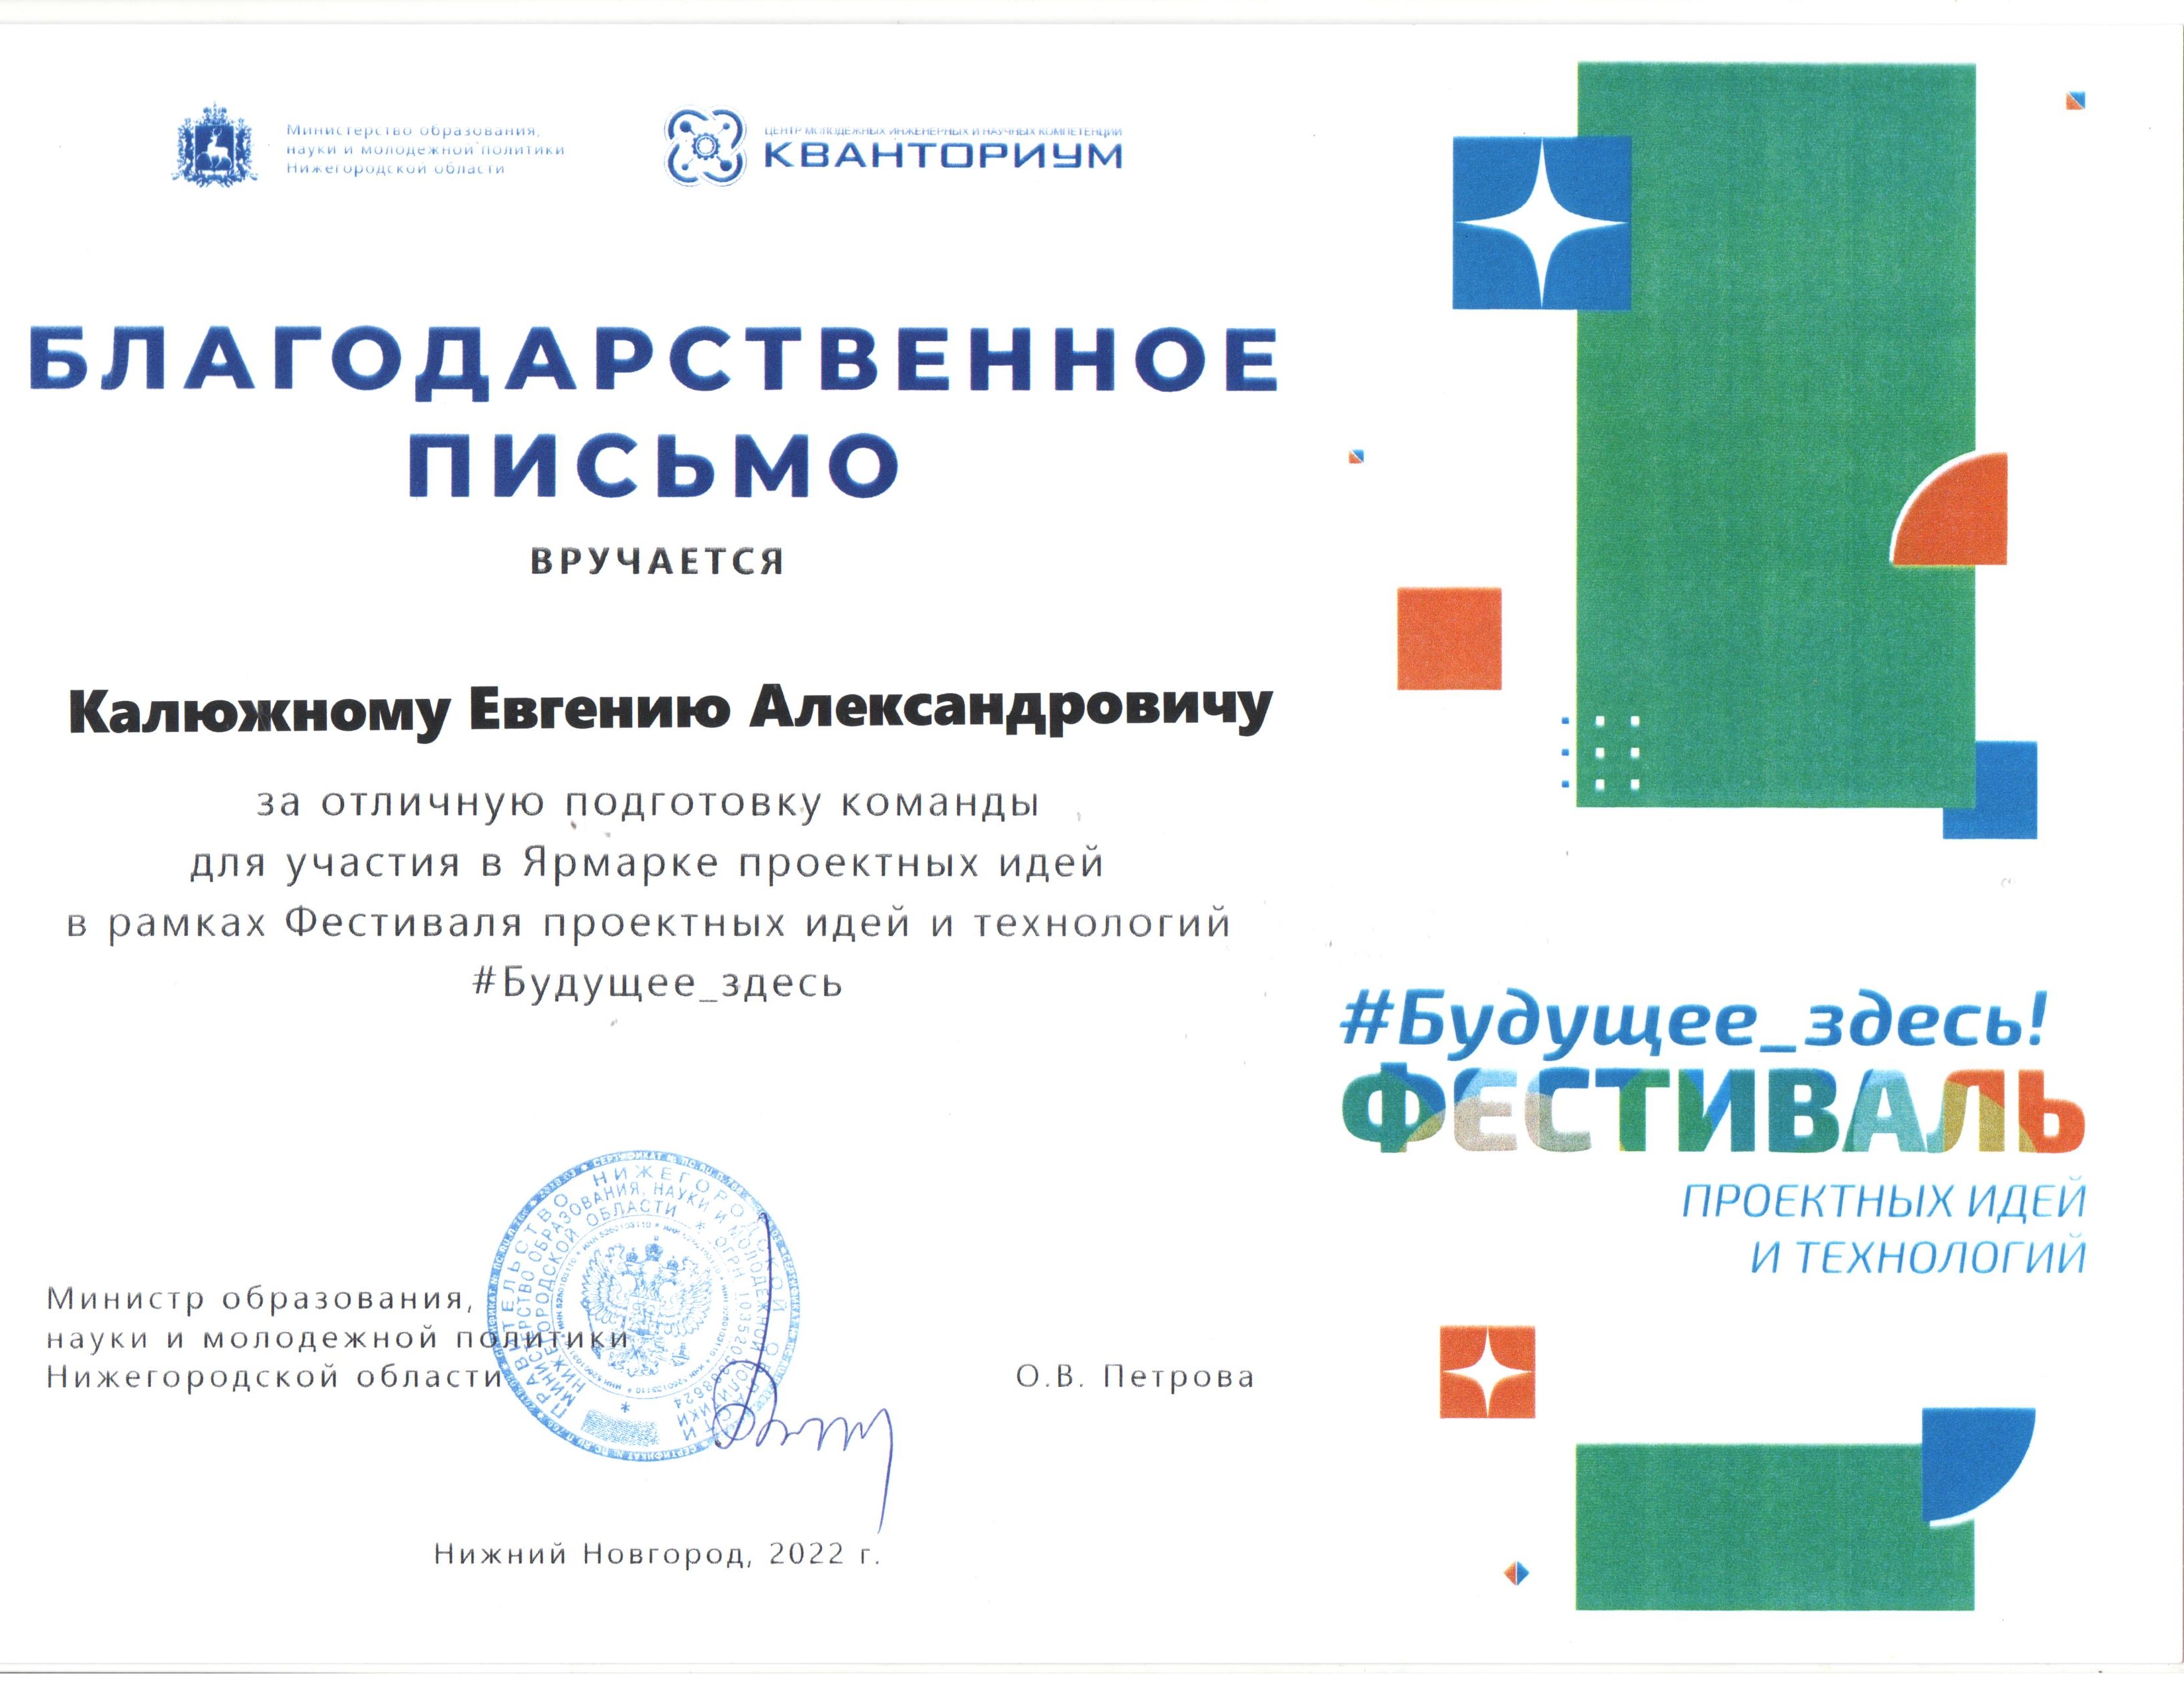 Министерство образования,
науки и молодежной политики
Нижегородской области
ЦЕНТР МОЛОДЕЖНЫХ ИНЖЕНЕРНЫХ И НАУЧНЫХ КОМПЕТЕНЦИЙ
КВАНТОРИУМ
БЛАГОДАРСТВЕННОЕ
ПИСЬМО
ВРУЧАЕТСЯ
Калюжному Евгению Александровичу
за отличную подготовку команды
для участия в Ярмарке проектных идей
в рамках Фестиваля проектных идей и технологий
#Будущее_здесь
#Будущее_здесь!
ФЕСТИВАЛЬ
ПРОЕКТНЫХ ИДЕЙ
И ТЕХНОЛОГИЙ
ПРАВИТЕЛЬСТВО НИЖЕГОРОДСКОЙ ОБЛАСТИ
МИНИСТЕРСТВО ОБРАЗОВАНИЯ, НАУКИ И МОЛОДЕЖНОЙ ПОЛИТИКИ
НИЖЕГОРОДСКОЙ ОБЛАСТИ * ОГРН
Министр образования,
науки и молодежной политики
Нижегородской области
О.В. Петрова
Нижний Новгород, 2022 г.